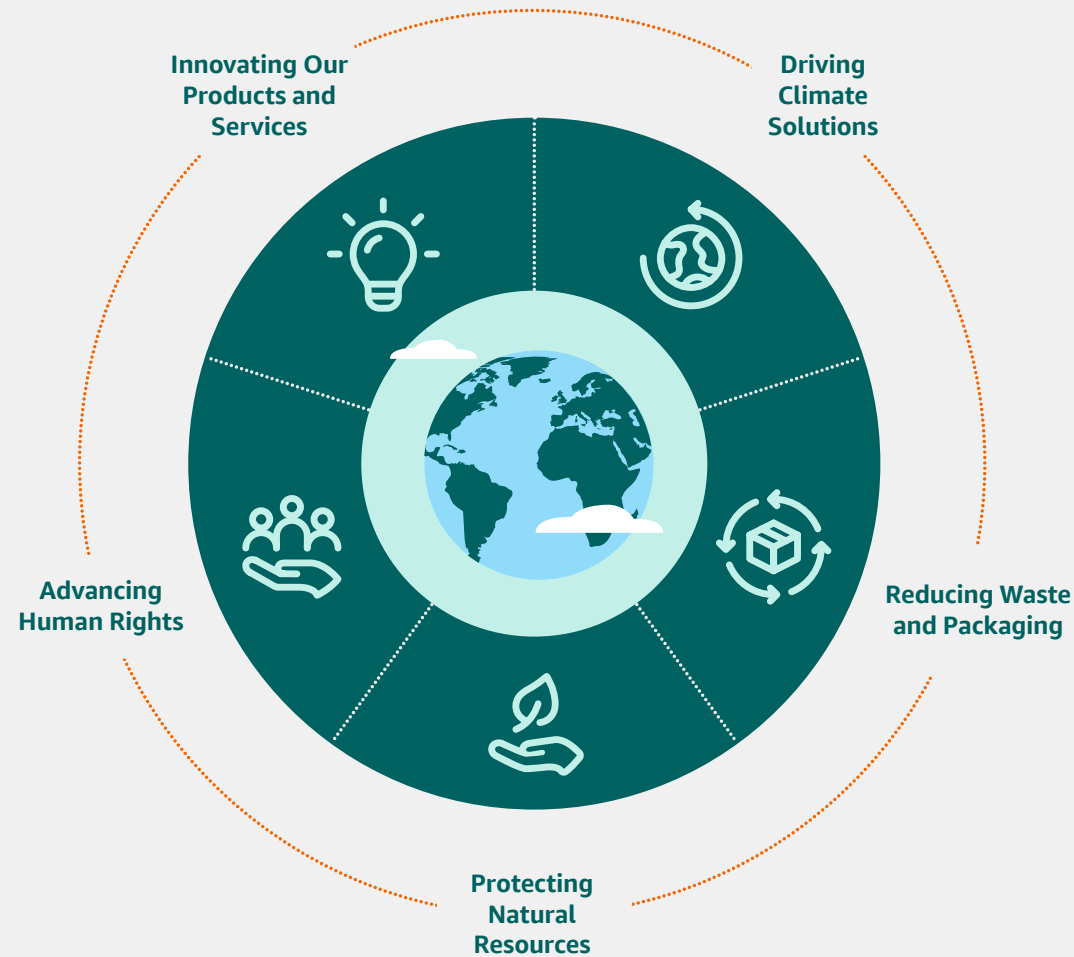 Innovating Our
Products and
Services
Driving
Climate
Solutions
Advancing
Human Rights
Reducing Waste
and Packaging
Protecting
Natural
Resources